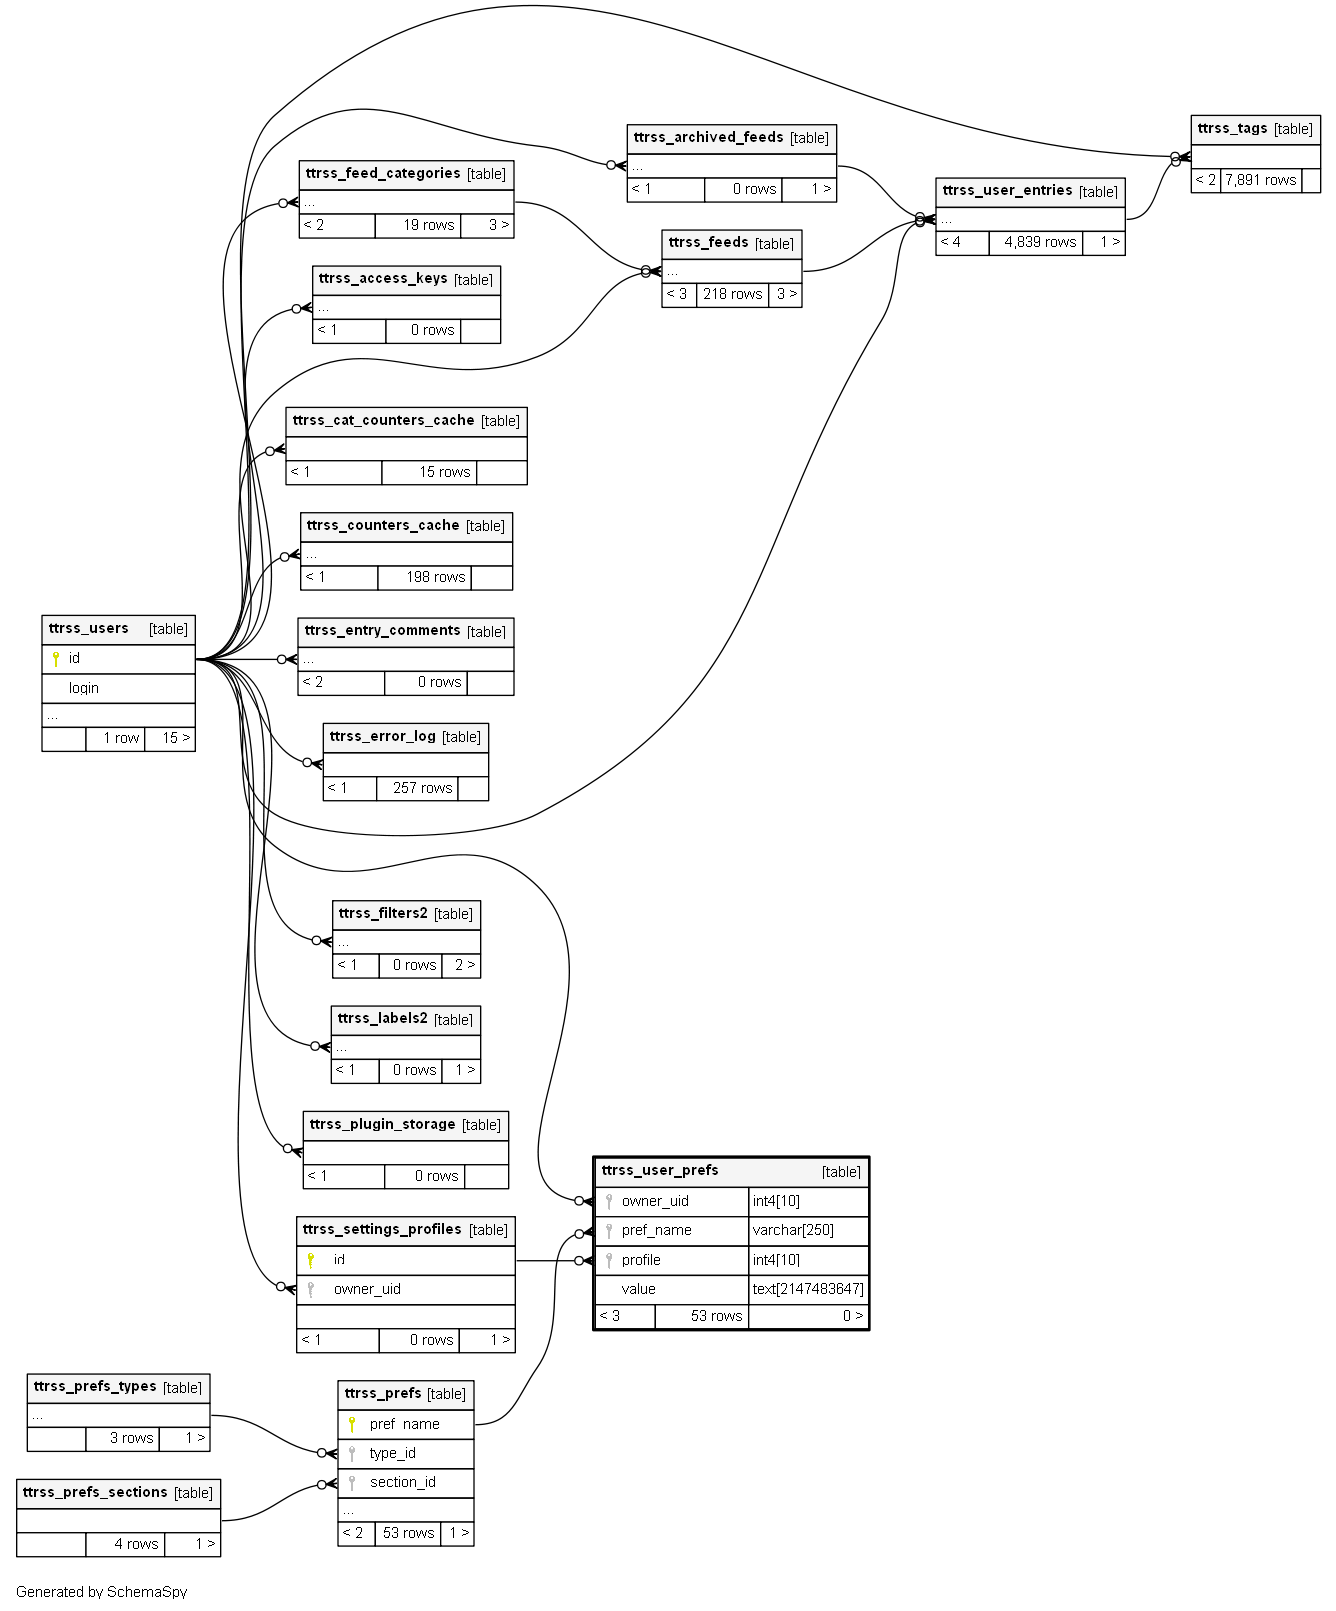 ttrss_tags [table]
< 2 7,891 rows
ttrss_archived_feeds [table]
...
< 1 0 rows 1 >
ttrss_feed_categories [table]
...
< 2 19 rows 3 >
ttrss_user_entries [table]
...
< 4 4,839 rows 1 >
ttrss_feeds [table]
...
< 3 218 rows 3 >
ttrss_access_keys [table]
...
< 1 0 rows
ttrss_cat_counters_cache [table]
< 1 15 rows
ttrss_counters_cache [table]
...
< 1 198 rows
ttrss_users [table]
id
login
...
1 row 15 >
ttrss_entry_comments [table]
...
< 2 0 rows
ttrss_error_log [table]
< 1 257 rows
ttrss_filters2 [table]
...
< 1 0 rows 2 >
ttrss_labels2 [table]
...
< 1 0 rows 1 >
ttrss_plugin_storage [table]
< 1 0 rows
ttrss_user_prefs [table]
owner_uid int4[10]
pref_name varchar[250]
profile int4[10]
value text[2147483647]
< 3 53 rows 0 >
ttrss_settings_profiles [table]
id
owner_uid
< 1 0 rows 1 >
ttrss_prefs_types [table]
...
3 rows 1 >
ttrss_prefs [table]
pref_name
type_id
section_id
...
< 2 53 rows 1 >
ttrss_prefs_sections [table]
4 rows 1 >
Generated by SchemaSpy